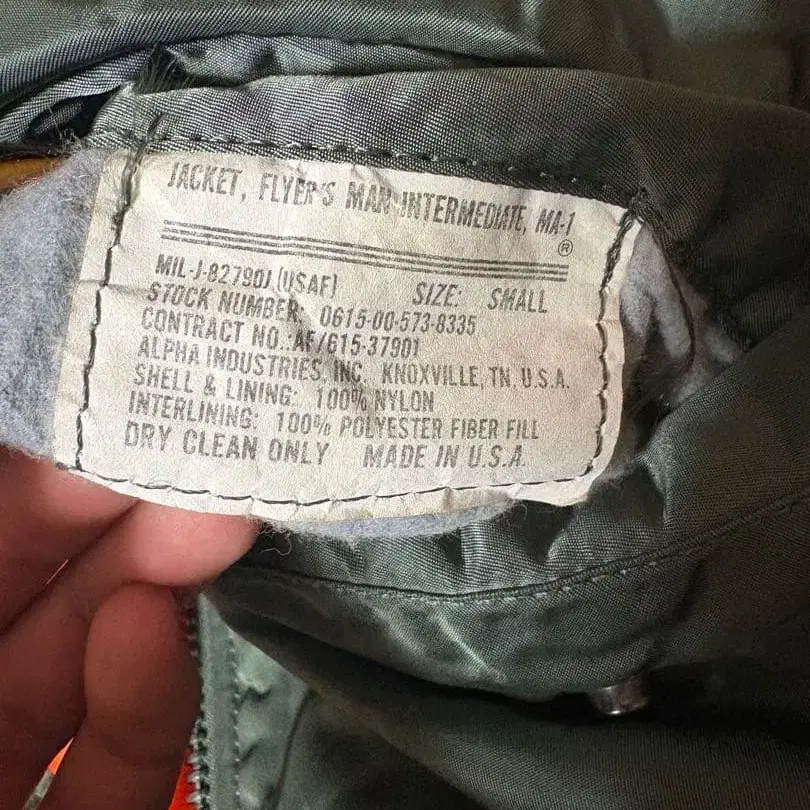 JACKET, FLYER'S MAN-INTERMEDIATE, MA-1
®
MIL-J-82790J (USAF) SIZE: SMALL
STOCK NUMBER: 0615-00-573-8335
CONTRACT NO.:AF/615-37901
ALPHA INDUSTRIES, INC. KNOXVILLE, TN. U.S.A.
SHELL & LINING: 100% NYLON
INTERLINING: 100% POLYESTER FIBER FILL
DRY CLEAN ONLY MADE IN U.S.A.